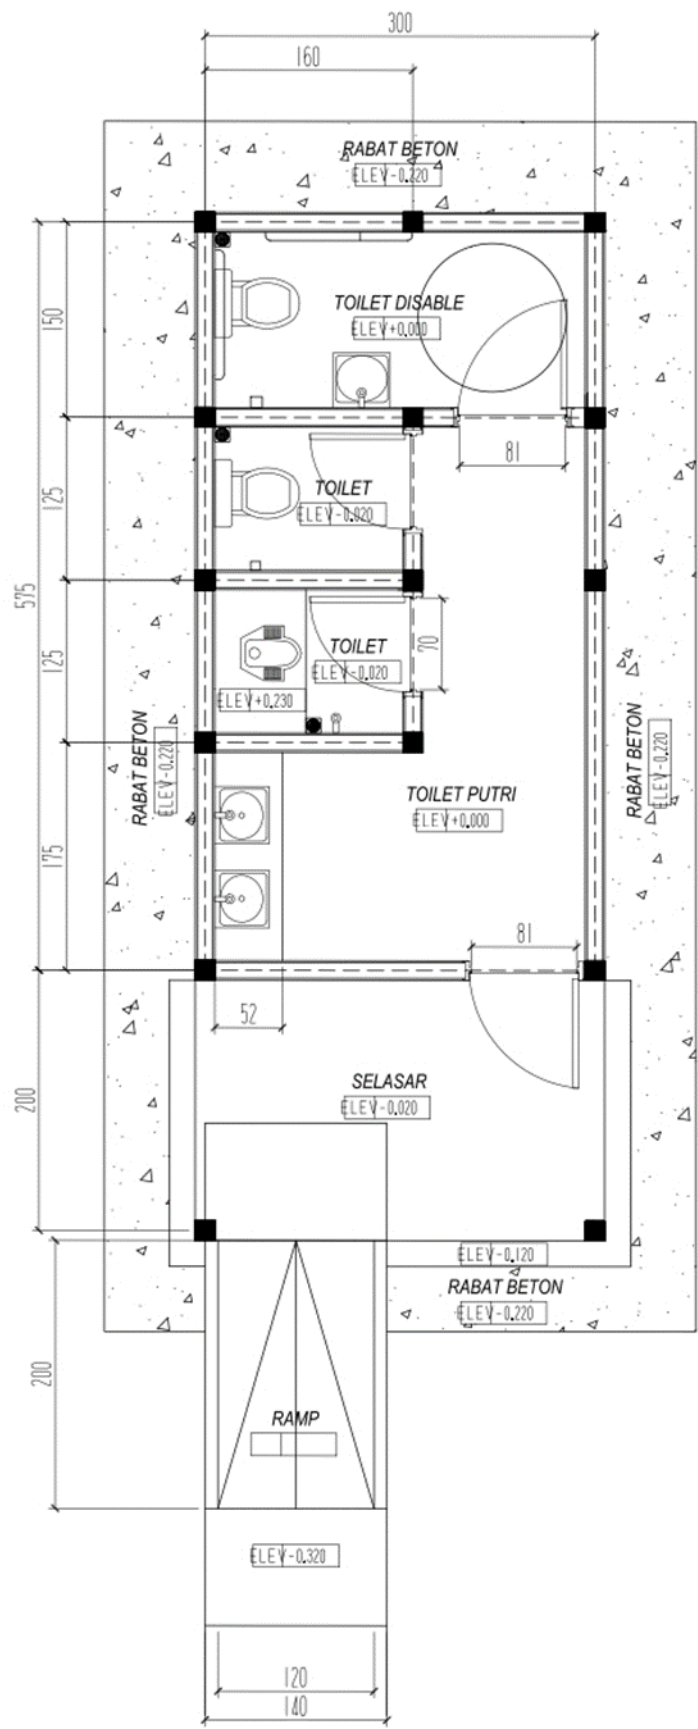 300
160
RABAT BETON
ELEV-0.220
150
TOILET DISABLE
ELEV+0.000
81
125
TOILET
ELEV-0.020
575
125
TOILET
ELEV-0.020
70
ELEV+0.230
RABAT BETON
ELEV-0.220
RABAT BETON
ELEV-0.220
TOILET PUTRI
ELEV+0.000
175
81
52
200
SELASAR
ELEV-0.020
ELEV-0.120
RABAT BETON
ELEV-0.220
200
RAMP
ELEV-0.320
120
140